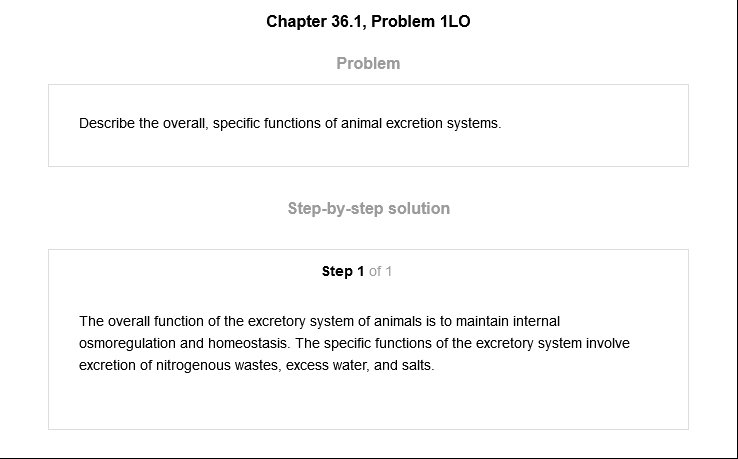 Chapter 36.1, Problem 1LO
Problem
Describe the overall, specific functions of animal excretion systems.
Step-by-step solution
Step 1 of 1
The overall function of the excretory system of animals is to maintain internal
osmoregulation and homeostasis. The specific functions of the excretory system involve
excretion of nitrogenous wastes, excess water, and salts.